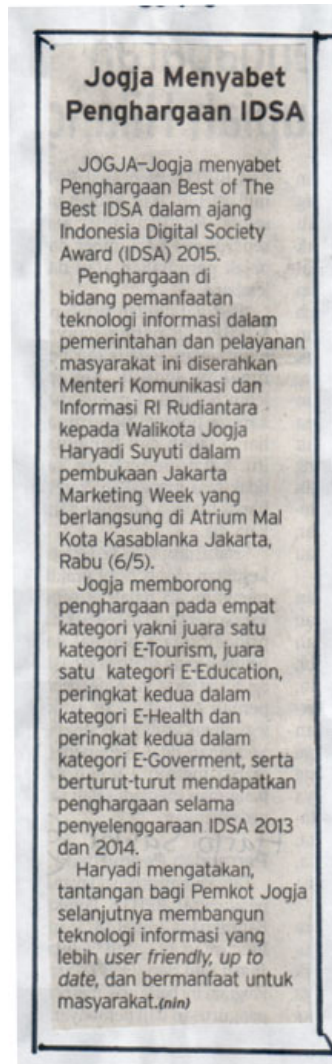 Jogja Menyabet
Penghargaan IDSA
JOGJA—Jogja menyabet
Penghargaan Best of The
Best IDSA dalam ajang
Indonesia Digital Society
Award (IDSA) 2015.
Penghargaan di
bidang pemanfaatan
teknologi informasi dalam
pemerintahan dan pelayanan
masyarakat ini diserahkan
Menteri Komunikasi dan
Informasi RI Rudiantara
kepada Walikota Jogja
Haryadi Suyuti dalam
pembukaan Jakarta
Marketing Week yang
berlangsung di Atrium Mal
Kota Kasablanka Jakarta,
Rabu (6/5).
Jogja memborong
penghargaan pada empat
kategori yakni juara satu
kategori E-Tourism, juara
satu kategori E-Education,
peringkat kedua dalam
kategori E-Health dan
peringkat kedua dalam
kategori E-Goverment, serta
berturut-turut mendapatkan
penghargaan selama
penyelenggaraan IDSA 2013
dan 2014.
Haryadi mengatakan,
tantangan bagi Pemkot Jogja
selanjutnya membangun
teknologi informasi yang
lebih user friendly, up to
date, dan bermanfaat untuk
masyarakat.(nin)